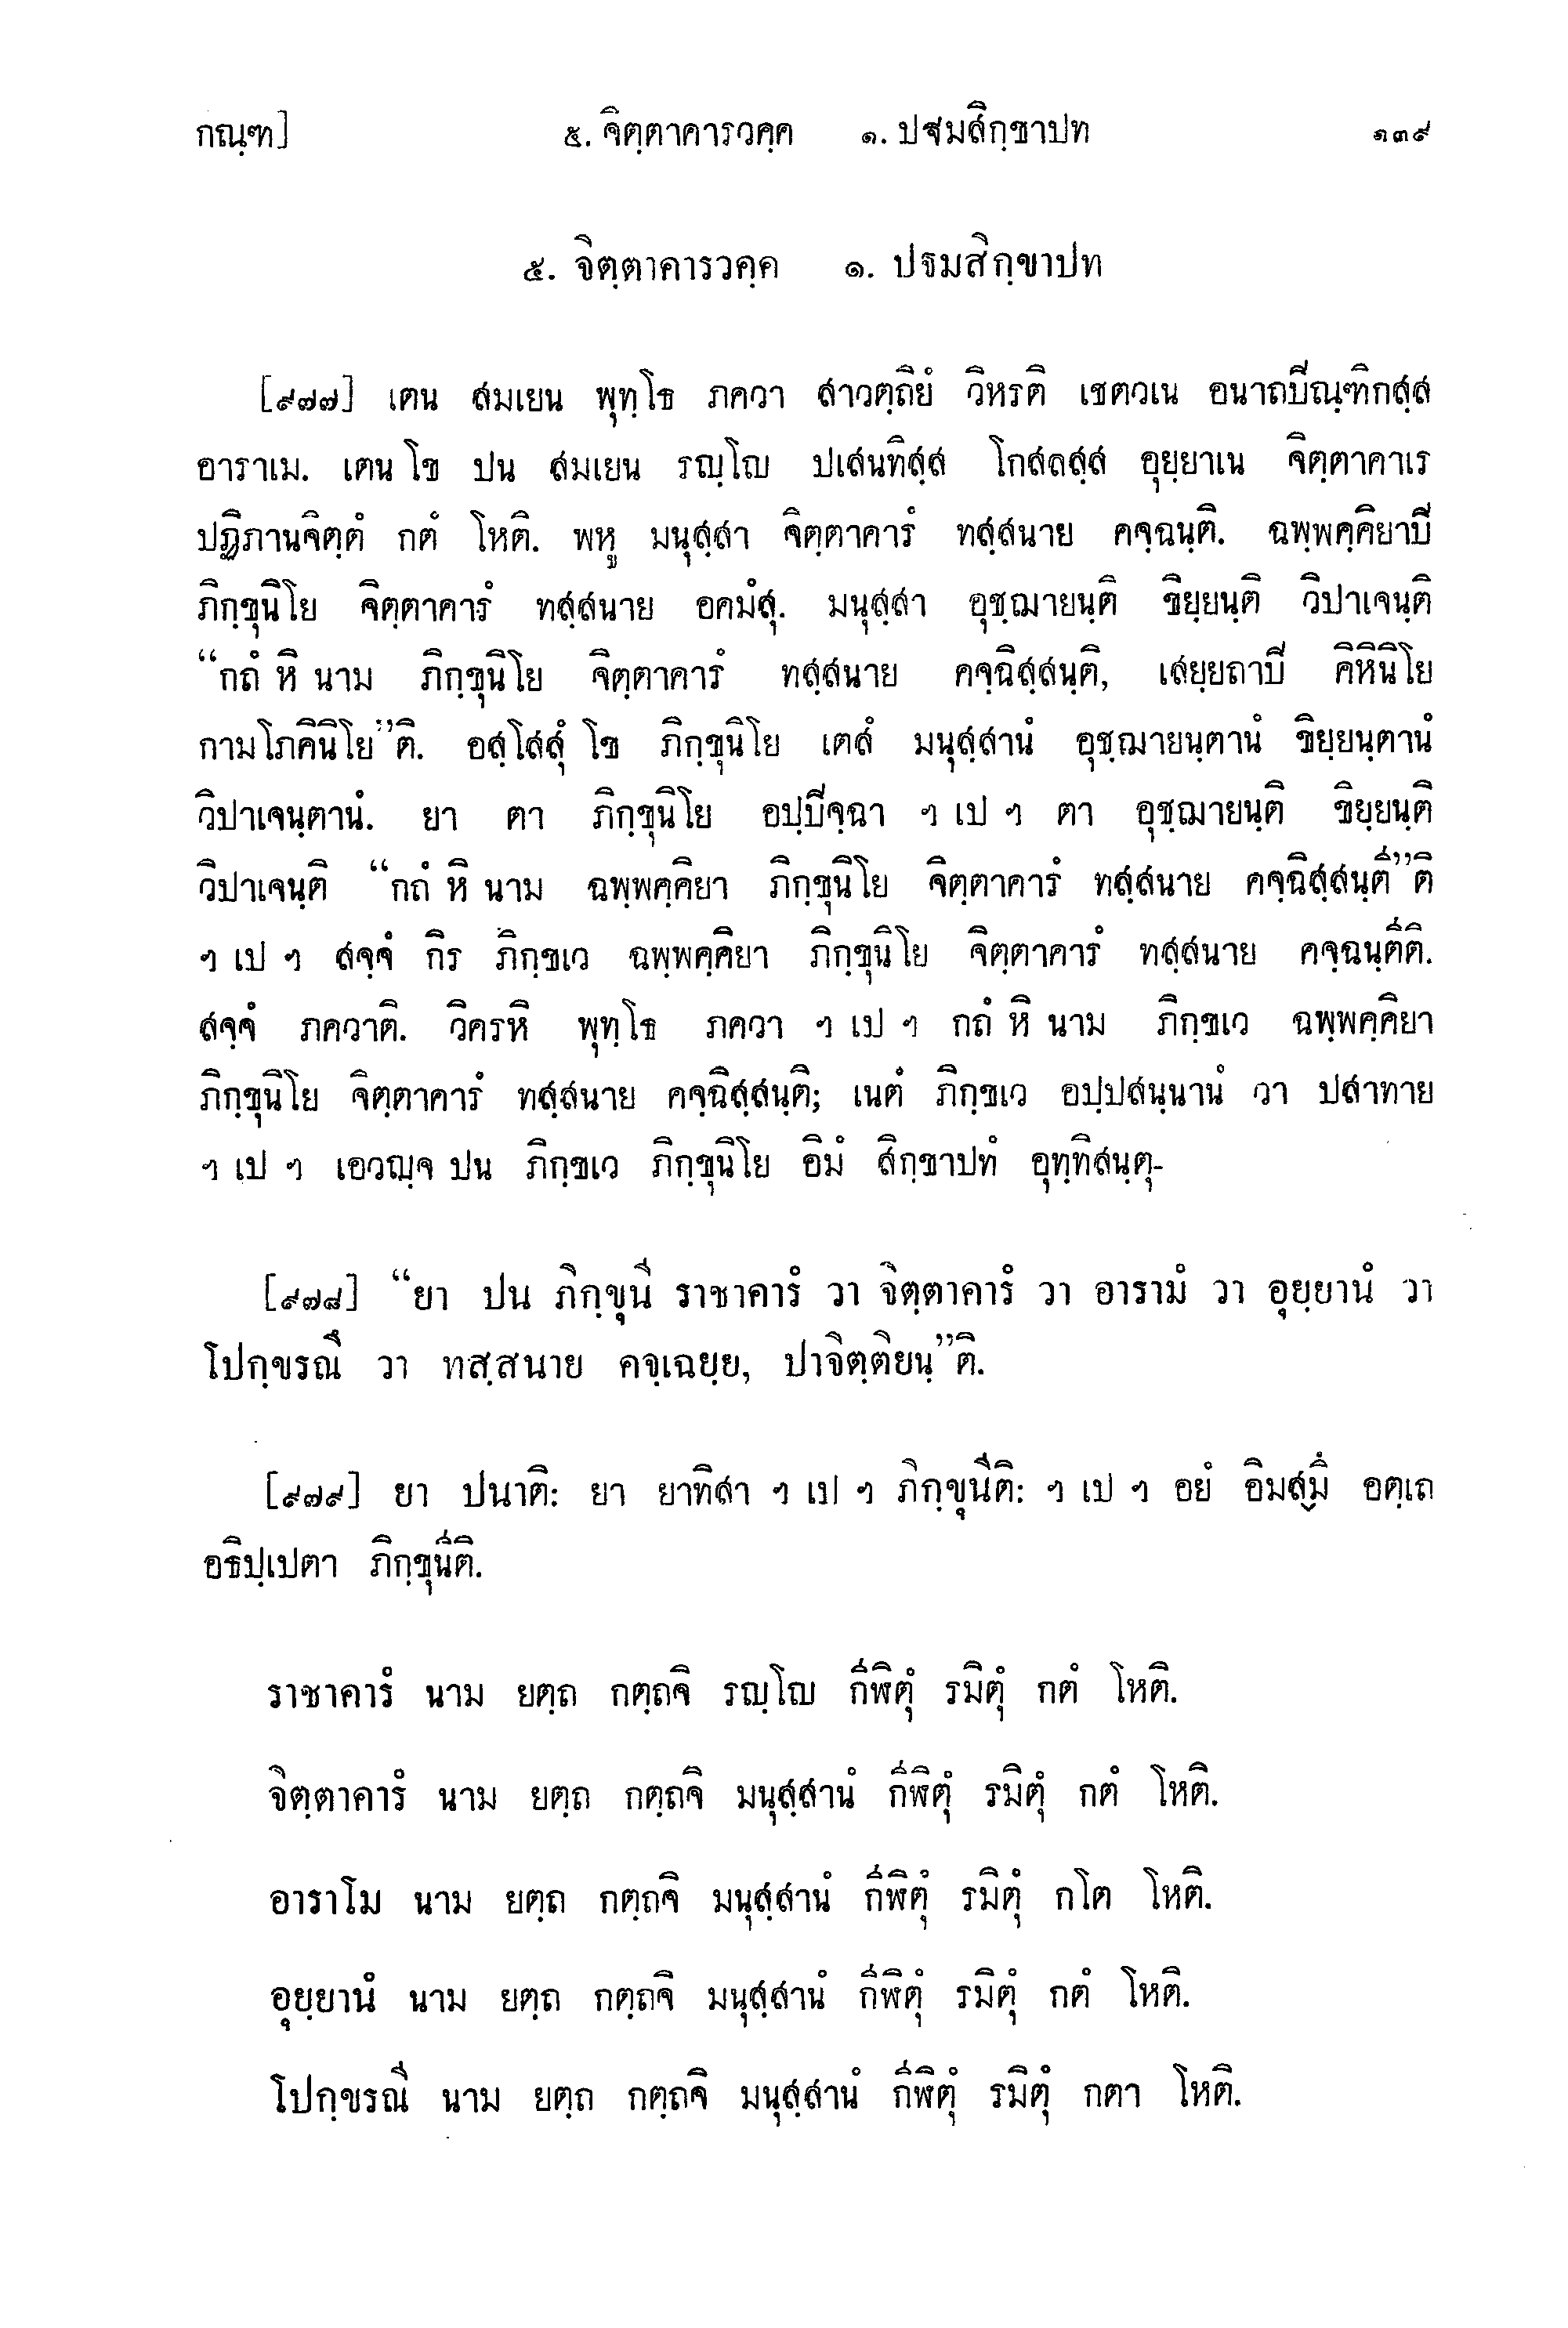 กณฺฑ]	๕. จิตฺตาคารวคฺค ๑. ปฐมสิกฺขาปท	๑๓๙
๕. จิตฺตาคารวคฺค ๑. ปฐมสิกฺขาปท
[๙๗๗] เตน สมเยน พุทฺโธ ภควา สาวตฺถิยํ วิหรติ เชตวเน อนาถปิณฺฑิกสฺส
อาราเม. เตน โข ปน สมเยน รญฺโญ ปเสนทิสฺส โกสลสฺส อุยฺยาเน จิตฺตาคาเร
ปฏิภานจิตฺตํ กตํ โหติ. พหู มนุสฺสา จิตฺตาคารํ ทสฺสนาย คจฺฉนฺติ. ฉพฺพคฺคิยาปิ
ภิกฺขุนิโย จิตฺตาคารํ ทสฺสนาย อคมํสุ. มนุสฺสา อุชฺฌายนฺติ ขิยฺยนฺติ วิปาเจนฺติ
“กถํ หิ นาม ภิกฺขุนิโย จิตฺตาคารํ ทสฺสนาย คจฺฉิสฺสนฺติ, เสยฺยถาปิ คิหินิโย
กามโภคินิโย”ติ. อสฺโสสุํ โข ภิกฺขุนิโย เตสํ มนุสฺสานํ อุชฺฌายนฺตานํ ขิยฺยนฺตานํ
วิปาเจนฺตานํ. ยา ตา ภิกฺขุนิโย อปฺปิจฺฉา ฯ เป ฯ ตา อุชฺฌายนฺติ ขิยฺยนฺติ
วิปาเจนฺติ “กถํ หิ นาม ฉพฺพคฺคิยา ภิกฺขุนิโย จิตฺตาคารํ ทสฺสนาย คจฺฉิสฺสนฺตี”ติ
ฯ เป ฯ สจฺจํ กิร ภิกฺขเว ฉพฺพคฺคิยา ภิกฺขุนิโย จิตฺตาคารํ ทสฺสนาย คจฺฉนฺตีติ.
สจฺจํ ภควาติ. วิครหิ พุทฺโธ ภควา ฯ เป ฯ กถํ หิ นาม ภิกฺขเว ฉพฺพคฺคิยา
ภิกฺขุนิโย จิตฺตาคารํ ทสฺสนาย คจฺฉิสฺสนฺติ; เนตํ ภิกฺขเว อปฺปสนฺนานํ วา ปสาทาย
ฯ เป ฯ เอวญฺจ ปน ภิกฺขเว ภิกฺขุนิโย อิมํ สิกฺขาปทํ อุทฺทิสนฺตุ-
[๙๗๘] “ยา ปน ภิกฺขุนี ราชาคารํ วา จิตฺตาคารํ วา อารามํ วา อุยฺยานํ วา
โปกฺขรณึ วา ทสฺสนาย คจฺเฉยฺย, ปาจิตฺติยนฺ”ติ.
[๙๗๙] ยา ปนาติ: ยา ยาทิสา ฯ เป ฯ ภิกฺขุนีติ: ฯ เป ฯ อยํ อิมสฺมึ อตฺเถ
อธิปฺเปตา ภิกฺขุนีติ.
ราชาคารํ นาม ยตฺถ กตฺถจิ รญฺโญ กีฬิตุํ รมิตุํ กตํ โหติ.
จิตฺตาคารํ นาม ยตฺถ กตฺถจิ มนุสฺสานํ กีฬิตุํ รมิตุํ กตํ โหติ.
อาราโม นาม ยตฺถ กตฺถจิ มนุสฺสานํ กีฬิตุํ รมิตุํ กโต โหติ.
อุยฺยานํ นาม ยตฺถ กตฺถจิ มนุสฺสานํ กีฬิตุํ รมิตุํ กตํ โหติ.
โปกฺขรณี นาม ยตฺถ กตฺถจิ มนุสฺสานํ กีฬิตุํ รมิตุํ กตา โหติ.